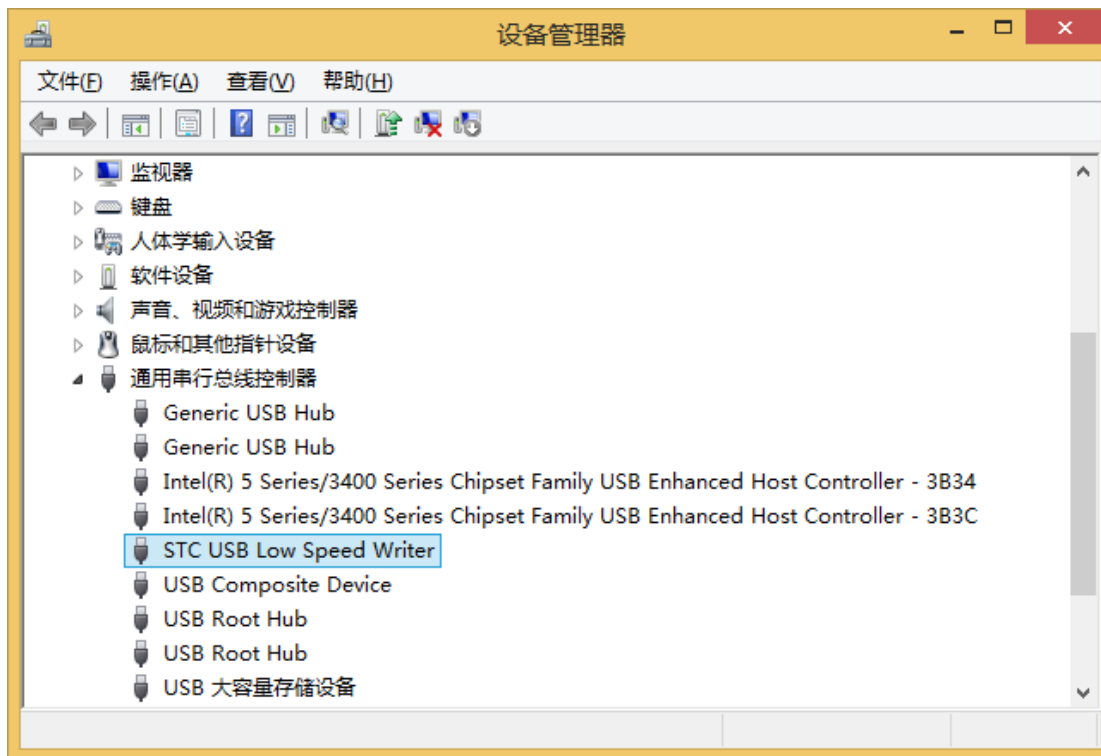 设备管理器
文件(F) 操作(A) 查看(V) 帮助(H)
监视器
键盘
人体学输入设备
软件设备
声音、视频和游戏控制器
鼠标和其他指针设备
通用串行总线控制器
Generic USB Hub
Generic USB Hub
Intel(R) 5 Series/3400 Series Chipset Family USB Enhanced Host Controller - 3B34
Intel(R) 5 Series/3400 Series Chipset Family USB Enhanced Host Controller - 3B3C
STC USB Low Speed Writer
USB Composite Device
USB Root Hub
USB Root Hub
USB 大容量存储设备